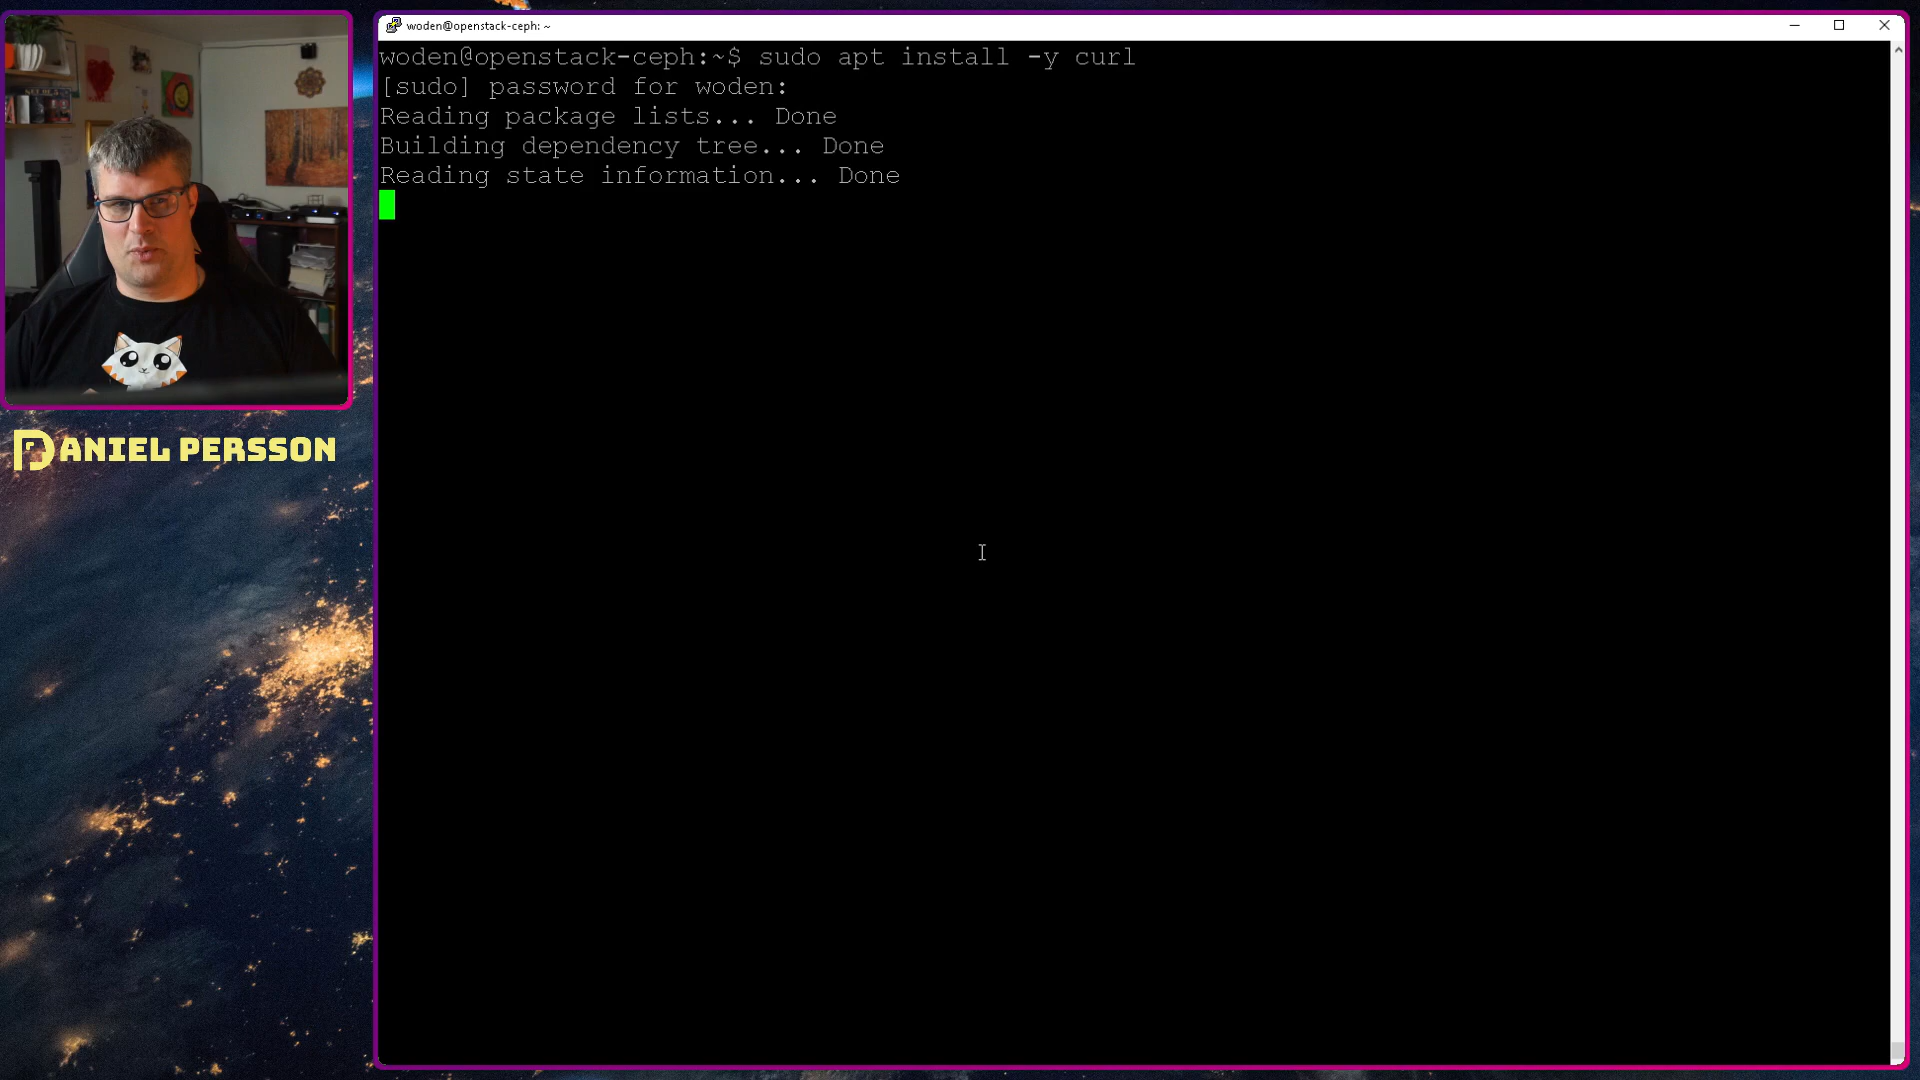 woden@openstack-ceph: ~
woden@openstack-ceph:~$ sudo apt install -y curl
[sudo] password for woden:
Reading package lists... Done
Building dependency tree... Done
Reading state information... Done
DANIEL PERSSON